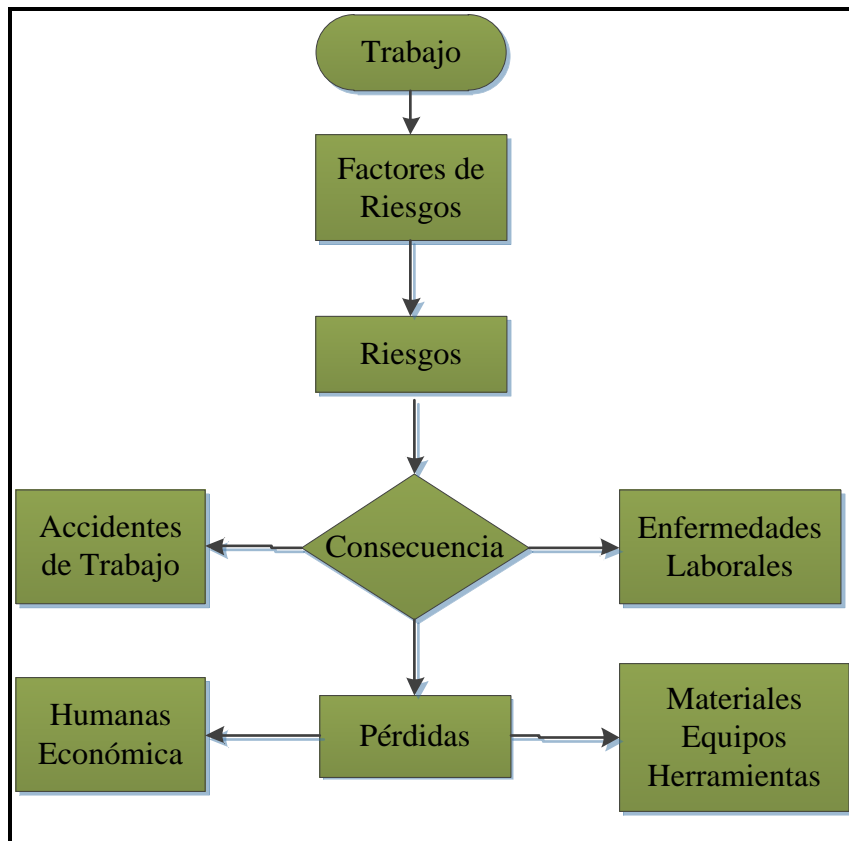 Trabajo
Factores de
Riesgos
Riesgos
Accidentes
de Trabajo
Consecuencia
Enfermedades
Laborales
Humanas
Económica
Pérdidas
Materiales
Equipos
Herramientas